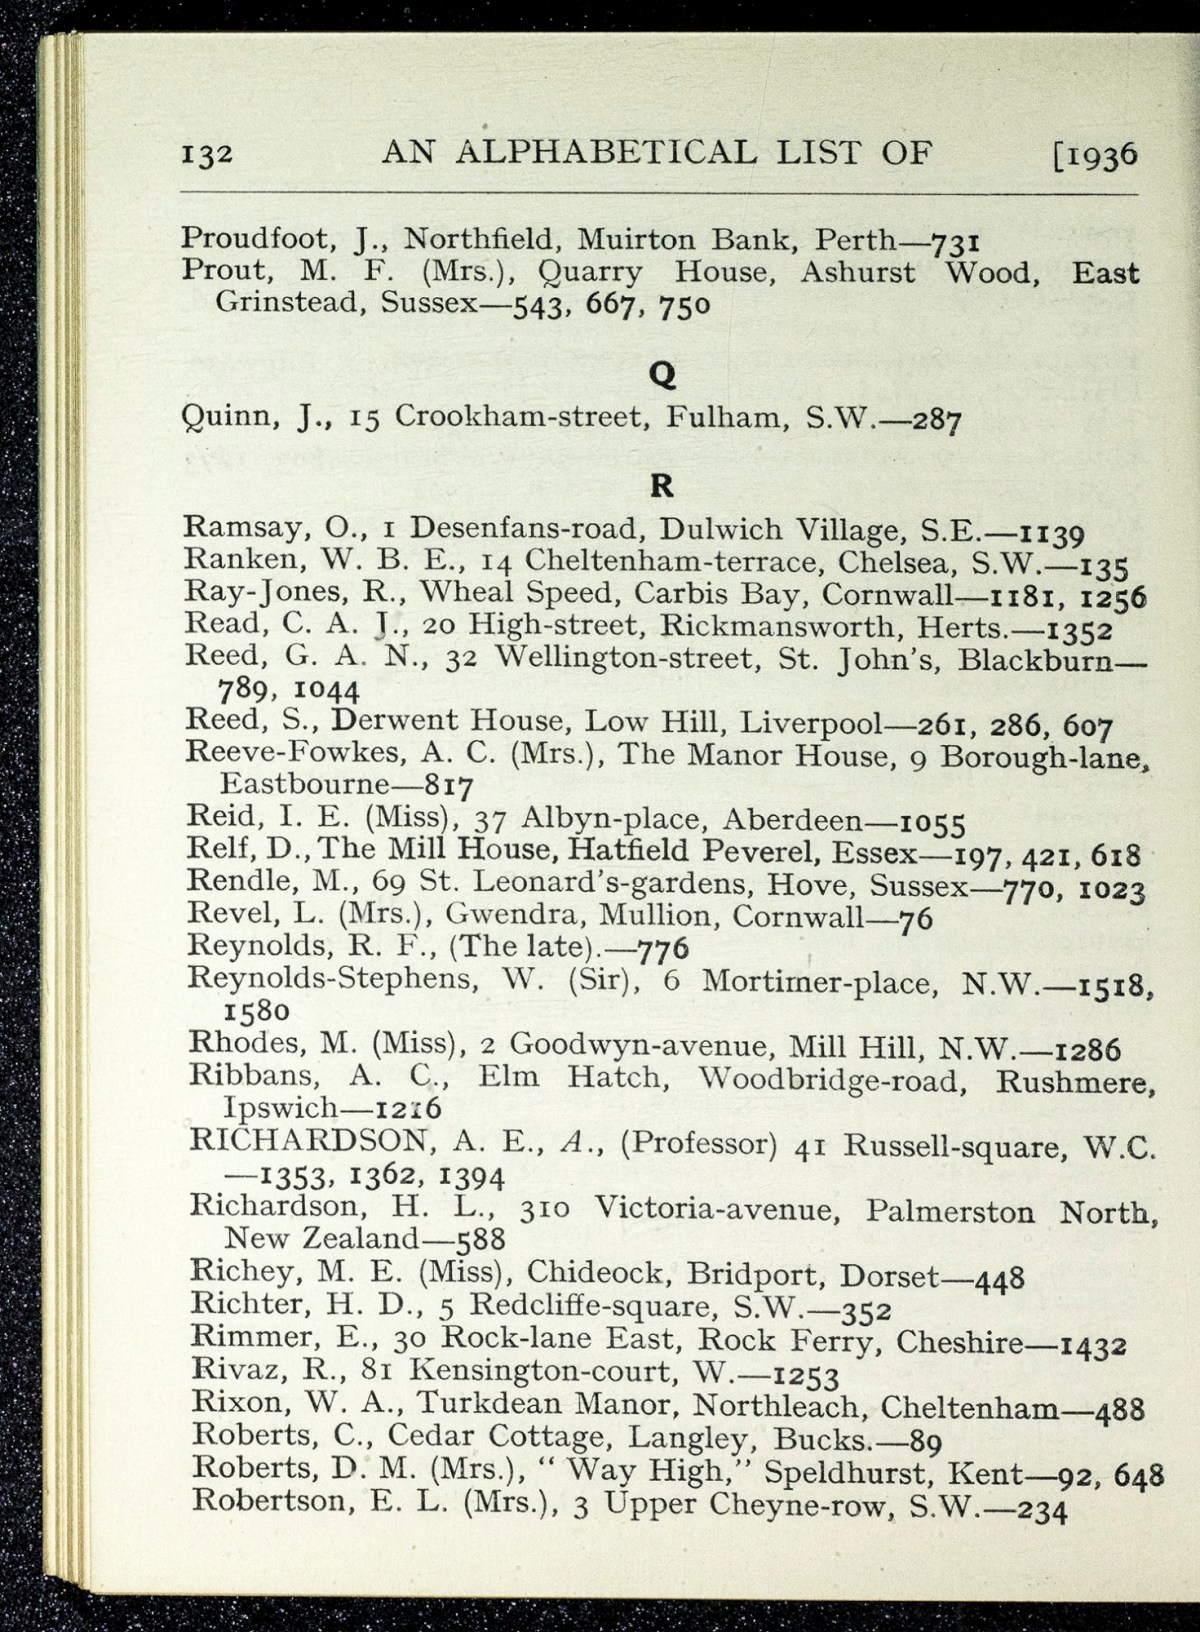 132 AN ALPHABETICAL LIST OF [1936
Proudfoot, J., Northfield, Muirton Bank, Perth—731
Prout, M. F. (Mrs.), Quarry House, Ashurst Wood, East
Grinstead, Sussex—543, 667, 750
Q
Quinn, J., 15 Crookham-street, Fulham, S.W.—287
R
Ramsay, O., 1 Desenfans-road, Dulwich Village, S.E.—1139
Ranken, W. B. E., 14 Cheltenham-terrace, Chelsea, S.W.—135
Ray-Jones, R., Wheal Speed, Carbis Bay, Cornwall—1181, 1256
Read, C. A. J., 20 High-street, Rickmansworth, Herts.—1352
Reed, G. A. N., 32 Wellington-street, St. John's, Blackburn—
789, 1044
Reed, S., Derwent House, Low Hill, Liverpool—261, 286, 607
Reeve-Fowkes, A. C. (Mrs.), The Manor House, 9 Borough-lane,
Eastbourne—817
Reid, I. E. (Miss), 37 Albyn-place, Aberdeen—1055
Relf, D., The Mill House, Hatfield Peverel, Essex—197, 421, 618
Rendle, M., 69 St. Leonard's-gardens, Hove, Sussex—770, 1023
Revel, L. (Mrs.), Gwendra, Mullion, Cornwall—76
Reynolds, R. F., (The late).—776
Reynolds-Stephens, W. (Sir), 6 Mortimer-place, N.W.—1518,
1580
Rhodes, M. (Miss), 2 Goodwyn-avenue, Mill Hill, N.W.—1286
Ribbans, A. C., Elm Hatch, Woodbridge-road, Rushmere,
Ipswich—1216
RICHARDSON, A. E., A., (Professor) 41 Russell-square, W.C.
—1353, 1362, 1394
Richardson, H. L., 310 Victoria-avenue, Palmerston North,
New Zealand—588
Richey, M. E. (Miss), Chideock, Bridport, Dorset—448
Richter, H. D., 5 Redcliffe-square, S.W.—352
Rimmer, E., 30 Rock-lane East, Rock Ferry, Cheshire—1432
Rivaz, R., 81 Kensington-court, W.—1253
Rixon, W. A., Turkdean Manor, Northleach, Cheltenham—488
Roberts, C., Cedar Cottage, Langley, Bucks.—89
Roberts, D. M. (Mrs.), “ Way High,” Speldhurst, Kent—92, 648
Robertson, E. L. (Mrs.), 3 Upper Cheyne-row, S.W.—234